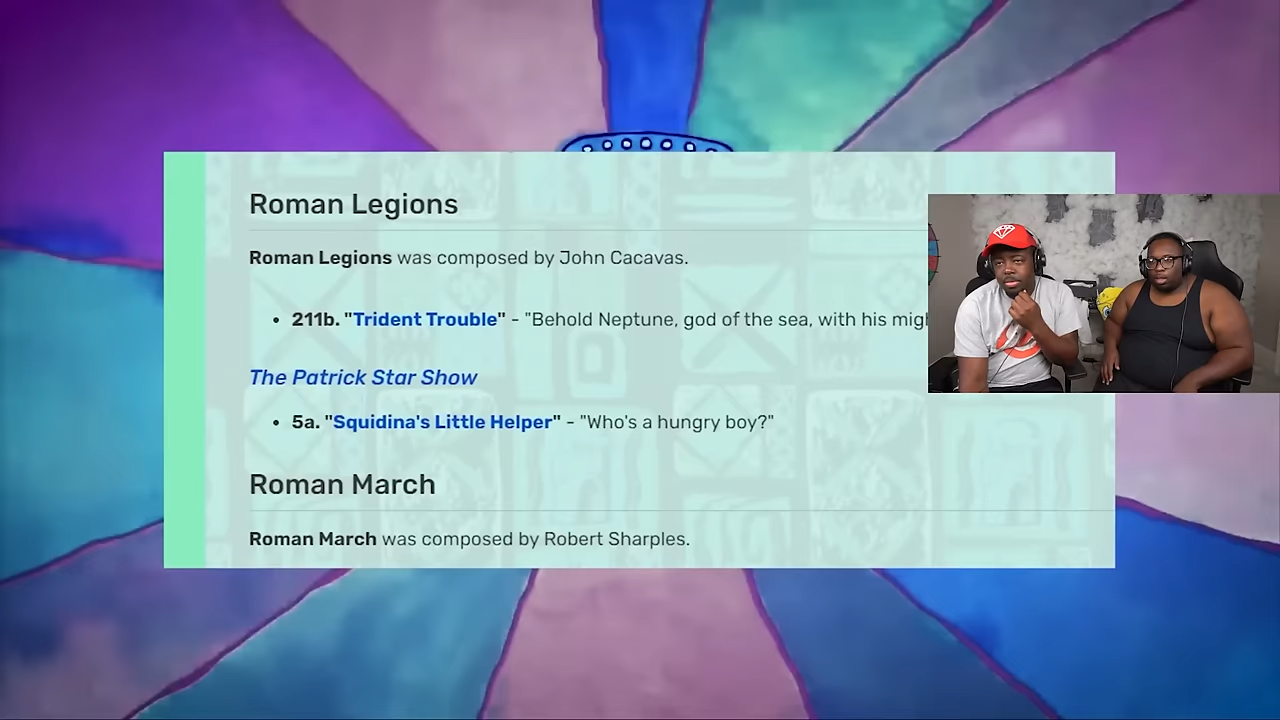 Roman Legions
Roman Legions was composed by John Cacavas.
• 211b. "Trident Trouble" - "Behold Neptune, god of the sea, with his
The Patrick Star Show
• 5a. "Squidina's Little Helper" - "Who's a hungry boy?"
Roman March
Roman March was composed by Robert Sharples.